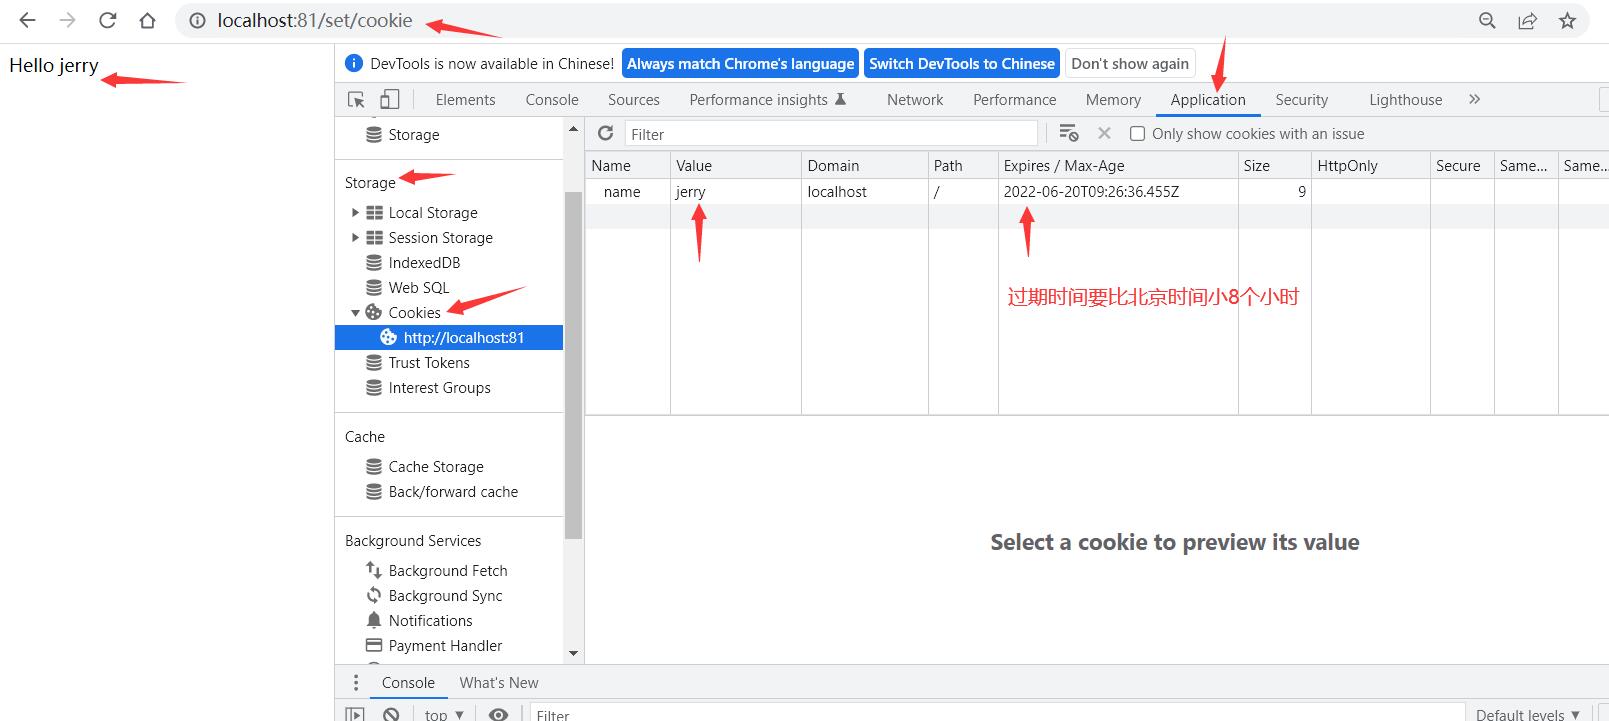 localhost:81/set/cookie
Hello jerry
DevTools is now available in Chinese! Always match Chrome's language Switch DevTools to Chinese Don't show again
Elements Console Sources Performance insights Network Performance Memory Application Security Lighthouse »
Storage
Filter
Only show cookies with an issue
Name Value Domain Path Expires / Max-Age Size HttpOnly Secure Same... Same...
name jerry localhost / 2022-06-20T09:26:36.455Z 9
过期时间要比北京时间小8个小时
Storage
Local Storage
Session Storage
IndexedDB
Web SQL
Cookies
http://localhost:81
Trust Tokens
Interest Groups
Cache
Cache Storage
Back/forward cache
Select a cookie to preview its value
Background Services
Background Fetch
Background Sync
Notifications
Payment Handler
Console What's New
top Filter Default levels